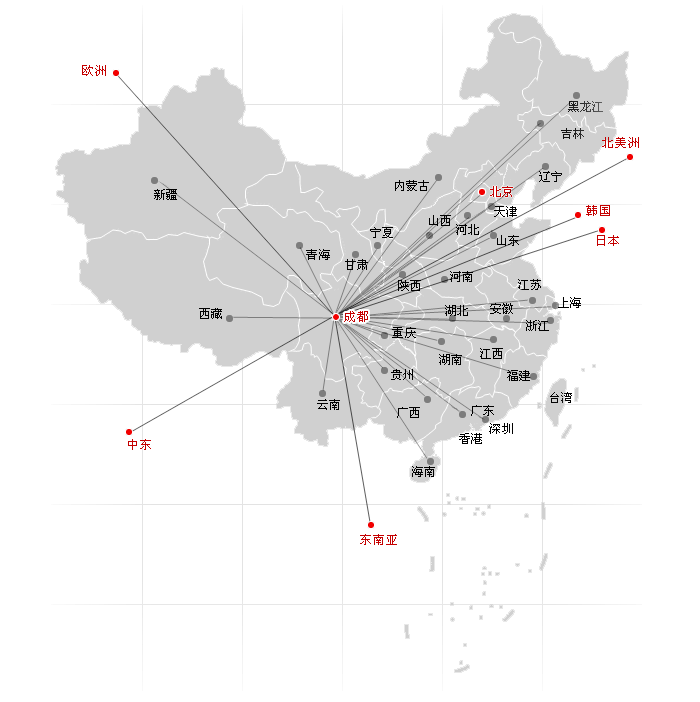 欧洲
黑龙江
吉林
北美洲
辽宁
内蒙古
北京
新疆
天津
韩国
山西
河北
宁夏
山东
日本
青海
甘肃
陕西
河南
江苏
上海
西藏
成都
湖北
安徽
浙江
重庆
湖南
江西
贵州
福建
云南
广西
广东
台湾
深圳
香港
中东
海南
东南亚